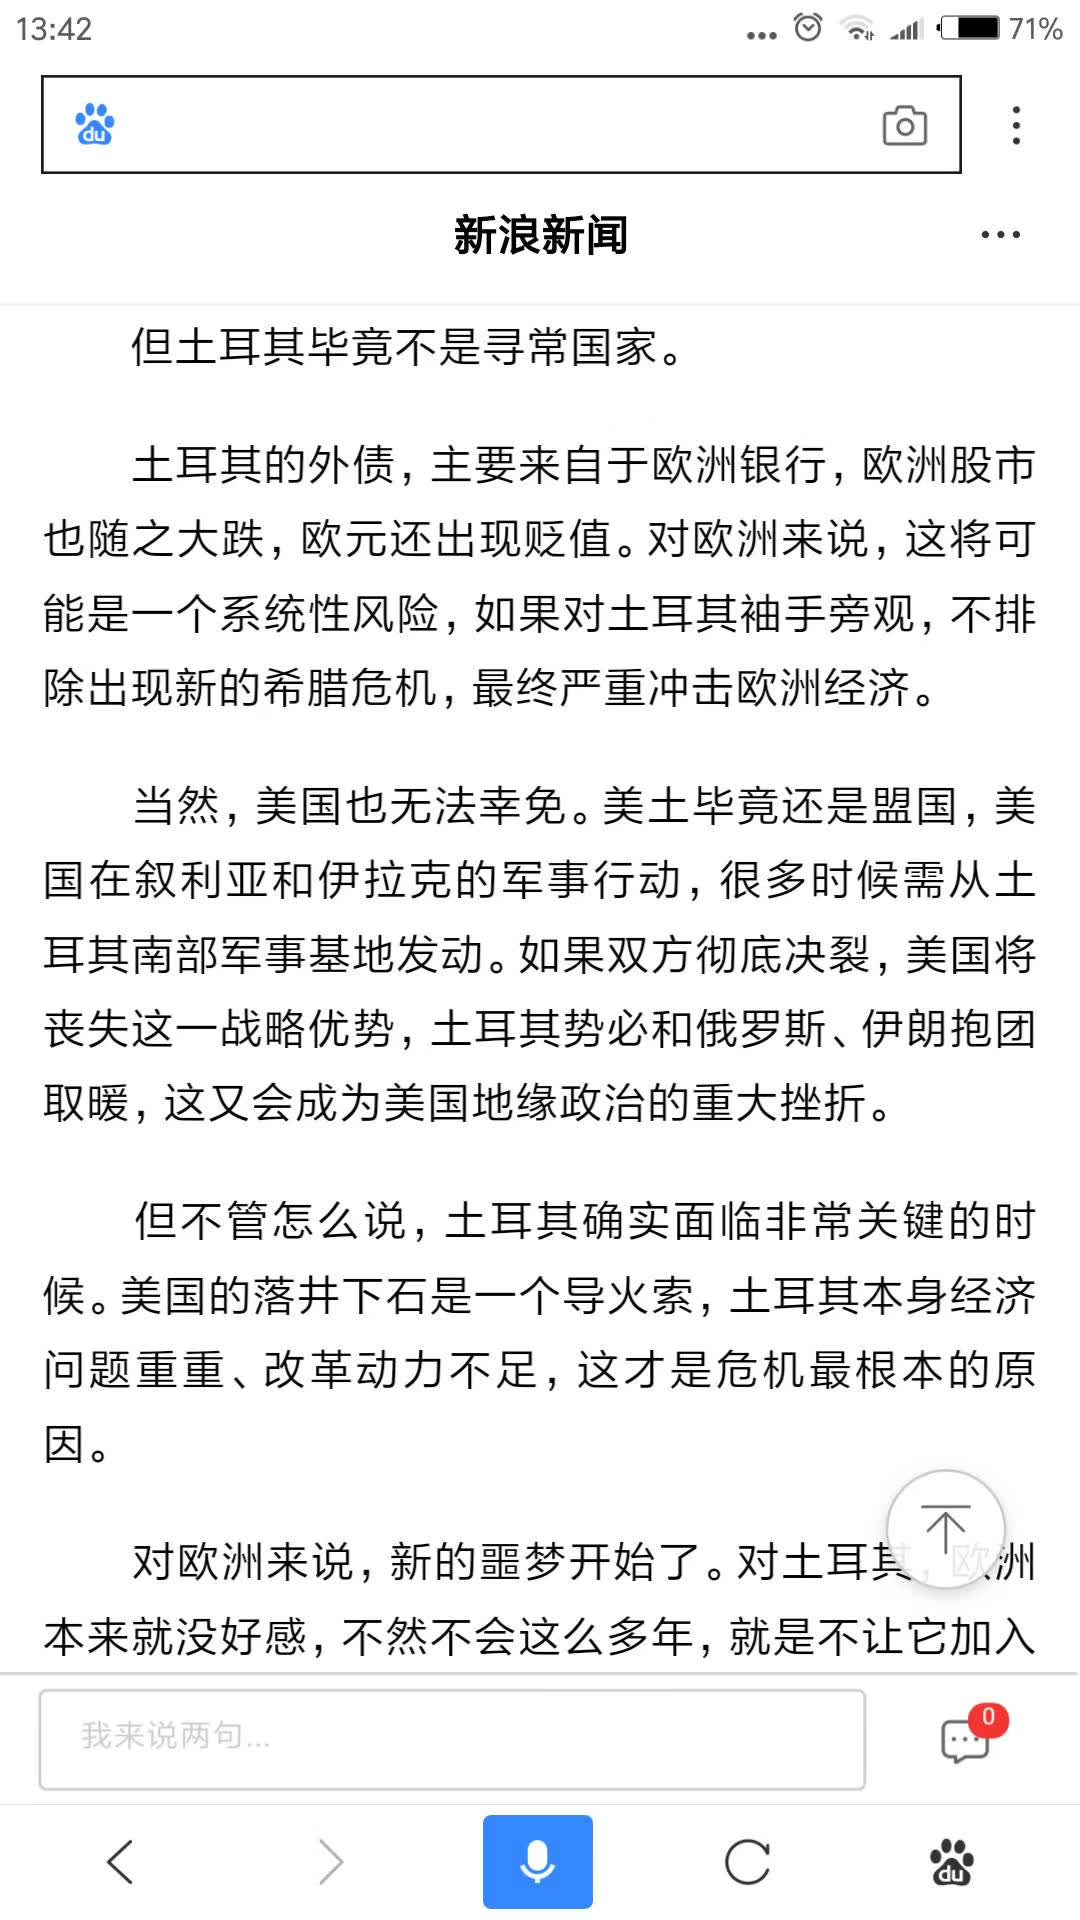 13:42
71%
du
新浪新闻
但土耳其毕竟不是寻常国家。
土耳其的外债，主要来自于欧洲银行，欧洲股市
也随之大跌，欧元还出现贬值。对欧洲来说，这将可
能是一个系统性风险，如果对土耳其袖手旁观，不排
除出现新的希腊危机，最终严重冲击欧洲经济。
当然，美国也无法幸免。美土毕竟还是盟国，美
国在叙利亚和伊拉克的军事行动，很多时候需从土
耳其南部军事基地发动。如果双方彻底决裂，美国将
丧失这一战略优势，土耳其势必和俄罗斯、伊朗抱团
取暖，这又会成为美国地缘政治的重大挫折。
但不管怎么说，土耳其确实面临非常关键的时
候。美国的落井下石是一个导火索，土耳其本身经济
问题重重、改革动力不足，这才是危机最根本的原
因。
对欧洲来说，新的噩梦开始了。对土耳其，欧洲
本来就没好感，不然不会这么多年，就是不让它加入
我来说两句...
0
du